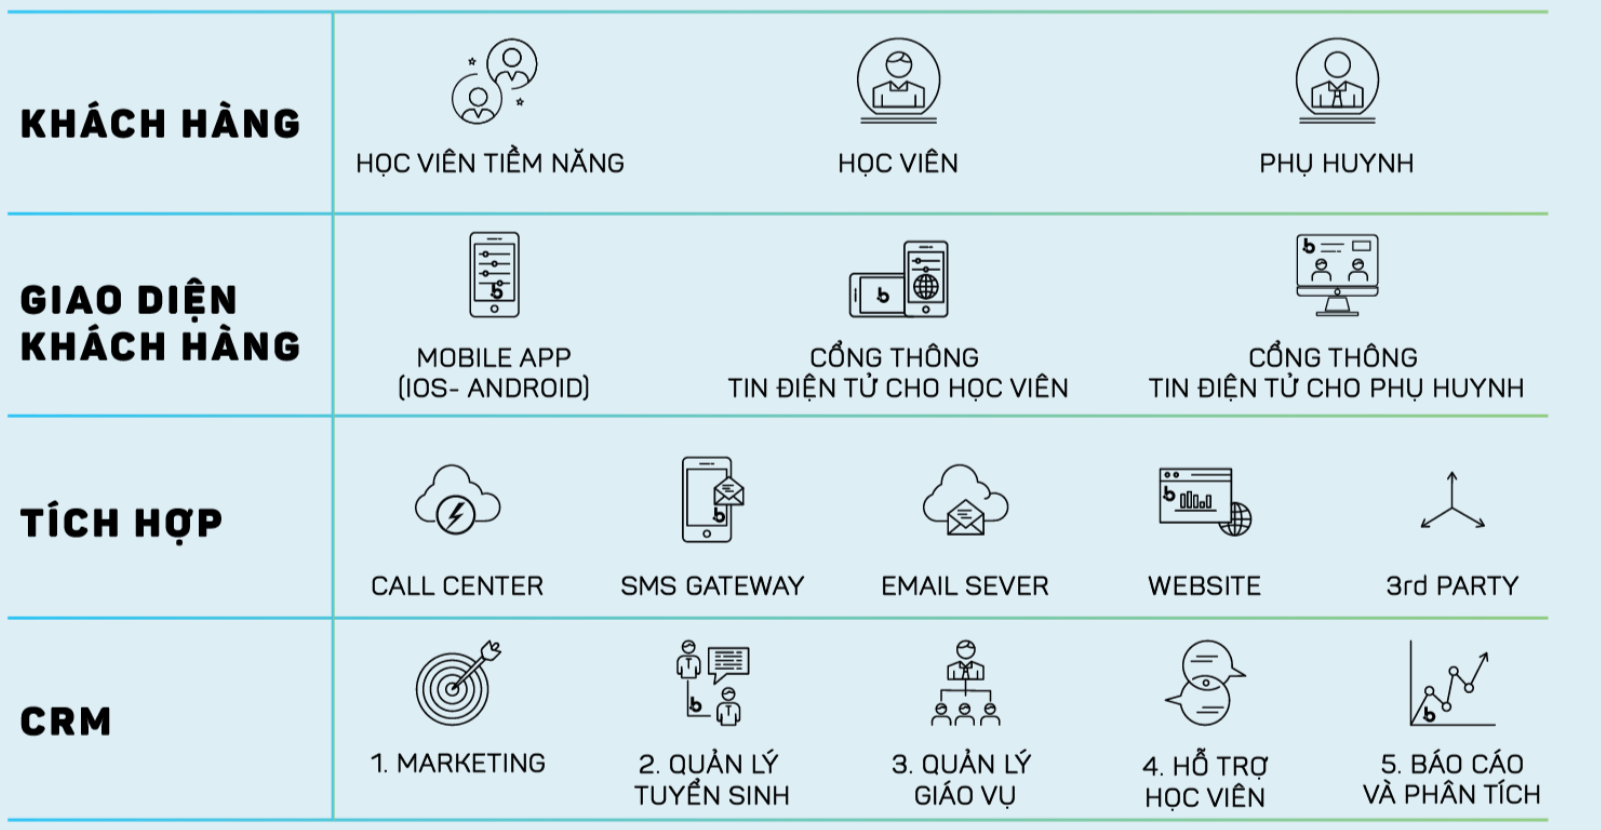 KHÁCH HÀNG
HỌC VIÊN TIỀM NĂNG
HỌC VIÊN
PHỤ HUYNH
GIAO DIỆN
KHÁCH HÀNG
MOBILE APP
(IOS- ANDROID)
CỔNG THÔNG
TIN ĐIỆN TỬ CHO HỌC VIÊN
CỔNG THÔNG
TIN ĐIỆN TỬ CHO PHỤ HUYNH
TÍCH HỢP
CALL CENTER
SMS GATEWAY
EMAIL SEVER
WEBSITE
3rd PARTY
CRM
1. MARKETING
2. QUẢN LÝ
TUYỂN SINH
3. QUẢN LÝ
GIÁO VỤ
4. HỖ TRỢ
HỌC VIÊN
5. BÁO CÁO
VÀ PHÂN TÍCH